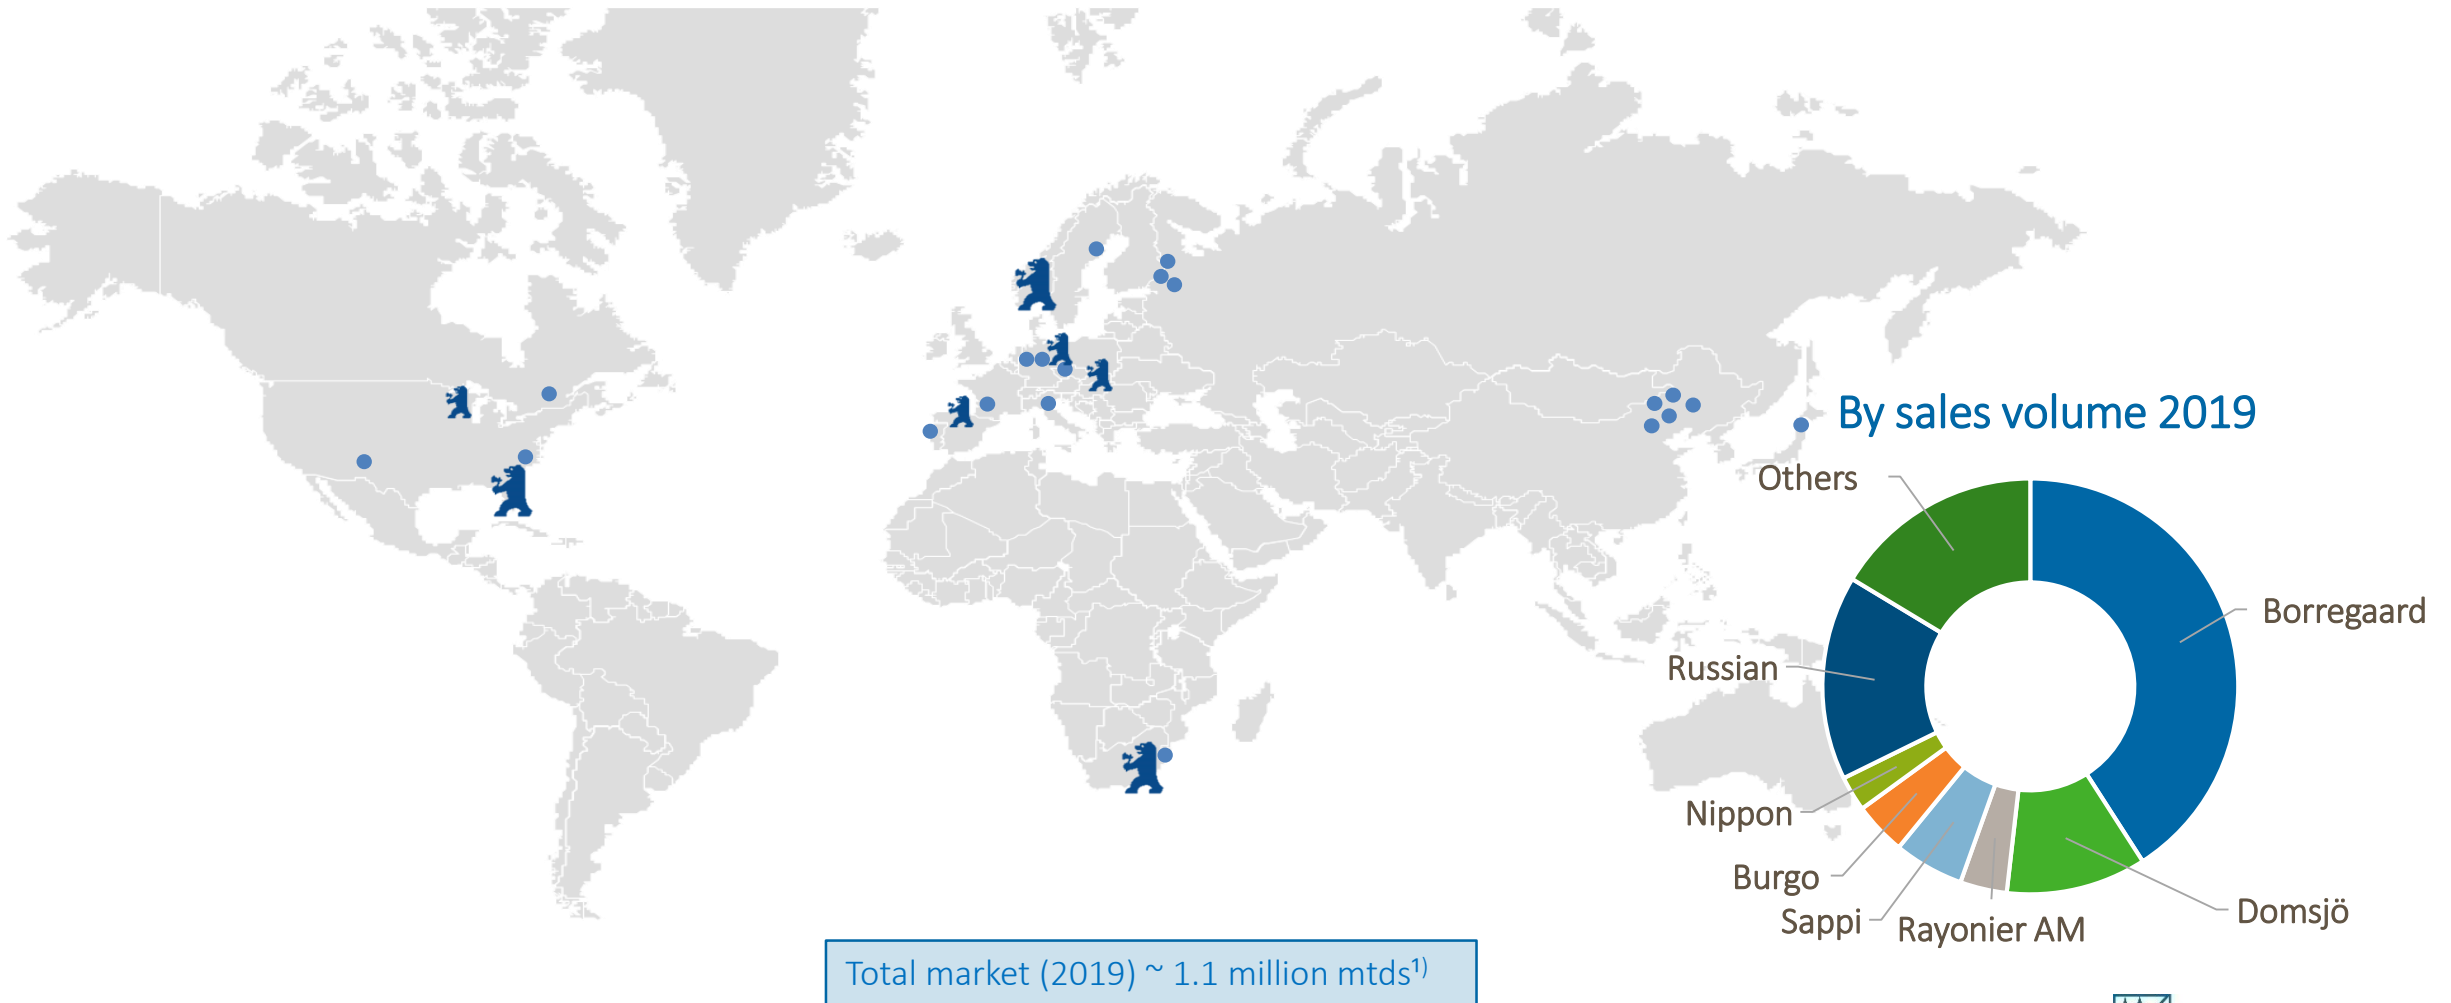 By sales volume 2019
Others
Borregaard
Russian
Nippon
Burgo
Sappi
Rayonier AM
Domsjö
Total market (2019) ~ 1.1 million mtds¹⁾